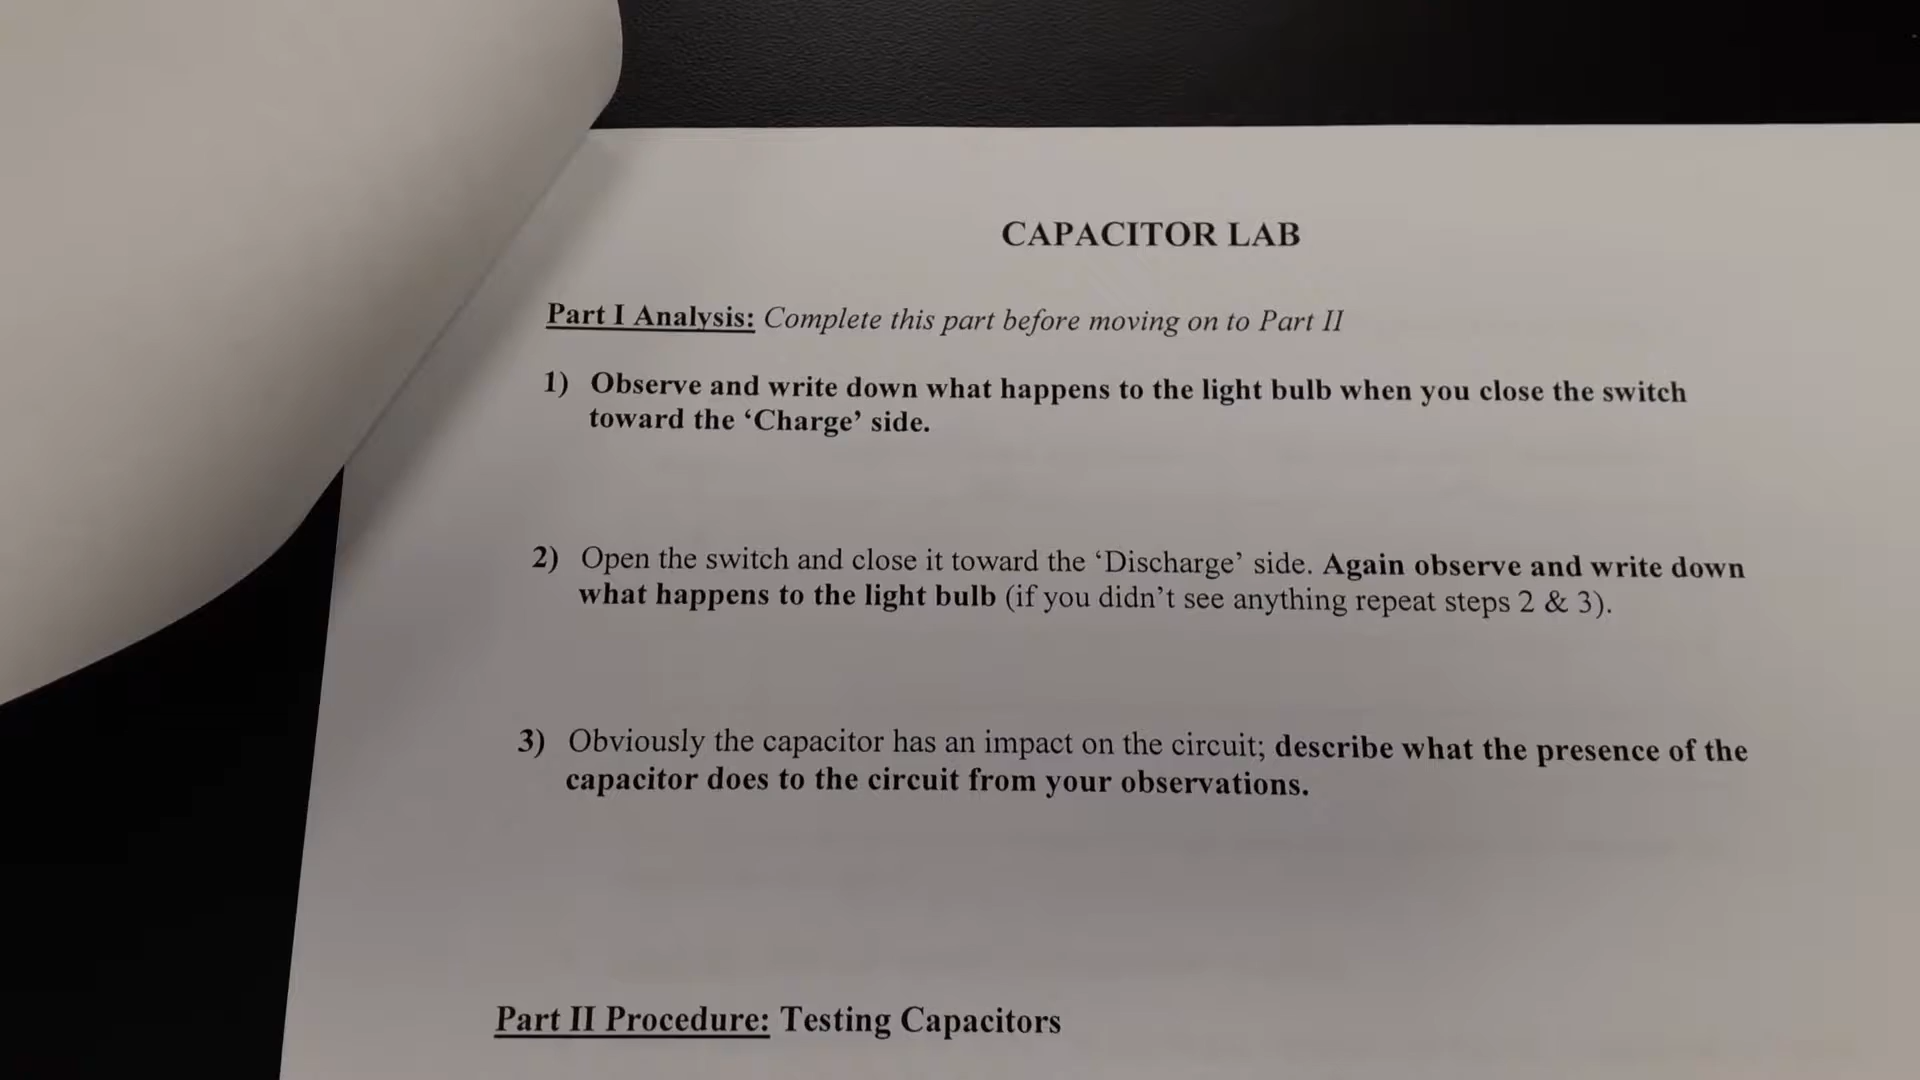 CAPACITOR LAB
Part I Analysis: Complete this part before moving on to Part II
1) Observe and write down what happens to the light bulb when you close the switch
toward the ‘Charge’ side.
2) Open the switch and close it toward the ‘Discharge’ side. Again observe and write down
what happens to the light bulb (if you didn’t see anything repeat steps 2 & 3).
3) Obviously the capacitor has an impact on the circuit; describe what the presence of the
capacitor does to the circuit from your observations.
Part II Procedure: Testing Capacitors